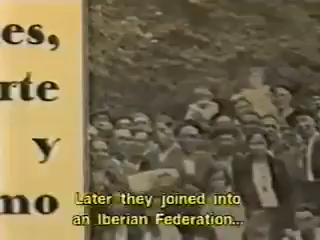 es,
rte
y
mo
Later they joined into
an Iberian Federation...